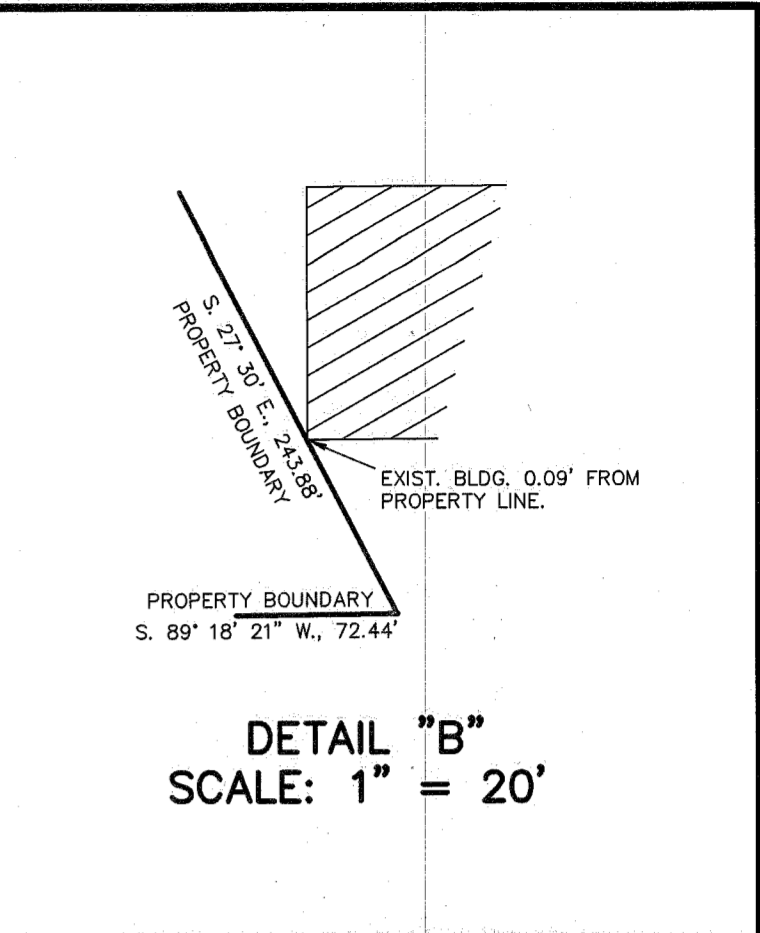 S. 27° 30' E., 243.88'
PROPERTY BOUNDARY
EXIST. BLDG. 0.09' FROM
PROPERTY LINE.
PROPERTY BOUNDARY
S. 89° 18' 21" W., 72.44'
DETAIL "B"
SCALE: 1" = 20'